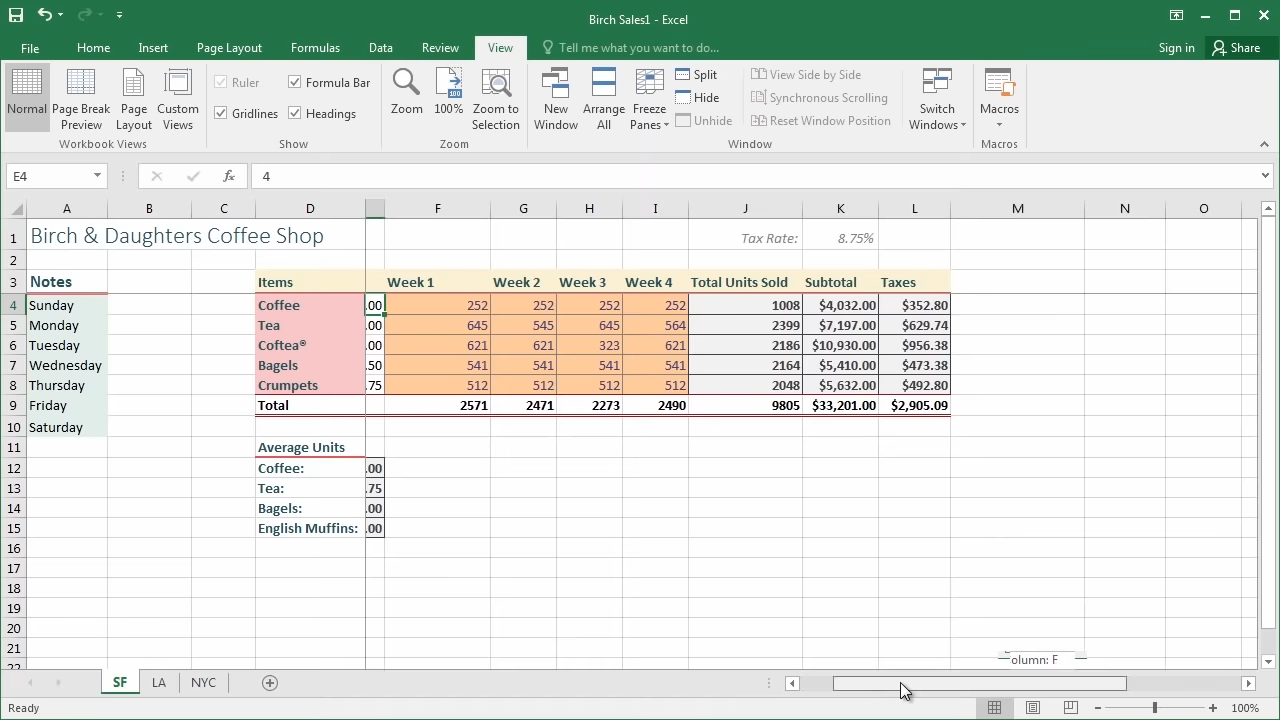 Birch Sales1 - Excel
File Home Insert Page Layout Formulas Data Review View Tell me what you want to do... Sign in Share
Normal Page Break Preview Page Layout Custom Views
Workbook Views
Ruler Formula Bar
Gridlines Headings
Show
Zoom 100% Zoom to Selection
100
Zoom
New Window Arrange All Freeze Panes
Split
Hide
Unhide
View Side by Side
Synchronous Scrolling
Reset Window Position
Switch Windows
Window
Macros
Macros
E4 fx 4
A B C D F G H I J K L M N O
1 Birch & Daughters Coffee Shop Tax Rate: 8.75%
2
3 Notes Items Week 1 Week 2 Week 3 Week 4 Total Units Sold Subtotal Taxes
4 Sunday Coffee .00 252 252 252 252 1008 $4,032.00 $352.80
5 Monday Tea .00 645 545 645 564 2399 $7,197.00 $629.74
6 Tuesday Coftea® .00 621 621 323 621 2186 $10,930.00 $956.38
7 Wednesday Bagels .50 541 541 541 541 2164 $5,410.00 $473.38
8 Thursday Crumpets .75 512 512 512 512 2048 $5,632.00 $492.80
9 Friday Total 2571 2471 2273 2490 9805 $33,201.00 $2,905.09
10 Saturday
11 Average Units
12 Coffee: .00
13 Tea: .75
14 Bagels: .00
15 English Muffins: .00
16
17
18
19
20
21
22
olumn: F
SF LA NYC
Ready 100%